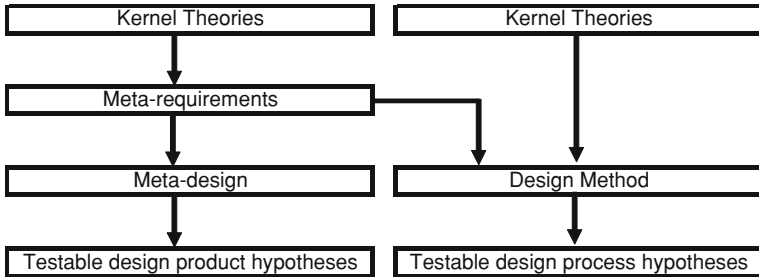 Kernel Theories
Kernel Theories
Meta-requirements
Meta-design
Design Method
Testable design product hypotheses
Testable design process hypotheses